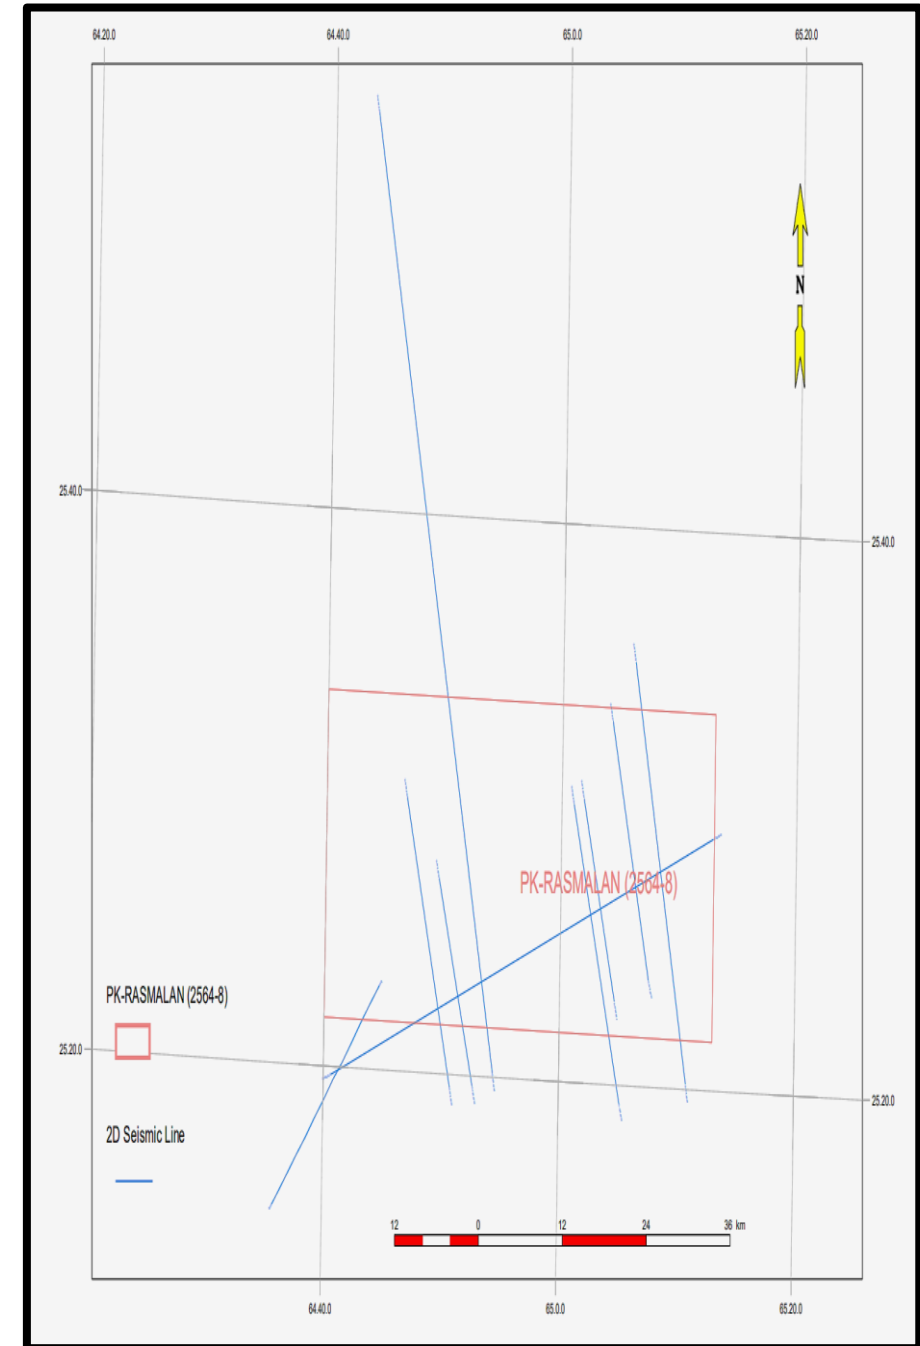 64.20.0 64.40.0 65.0.0 65.20.0
N
25.40.0
25.40.0
PK-RASMALAN (2564-8)
PK-RASMALAN (2564-8)
25.20.0
25.20.0
2D Seismic Line
12 0 12 24 36 km
64.40.0 65.0.0 65.20.0